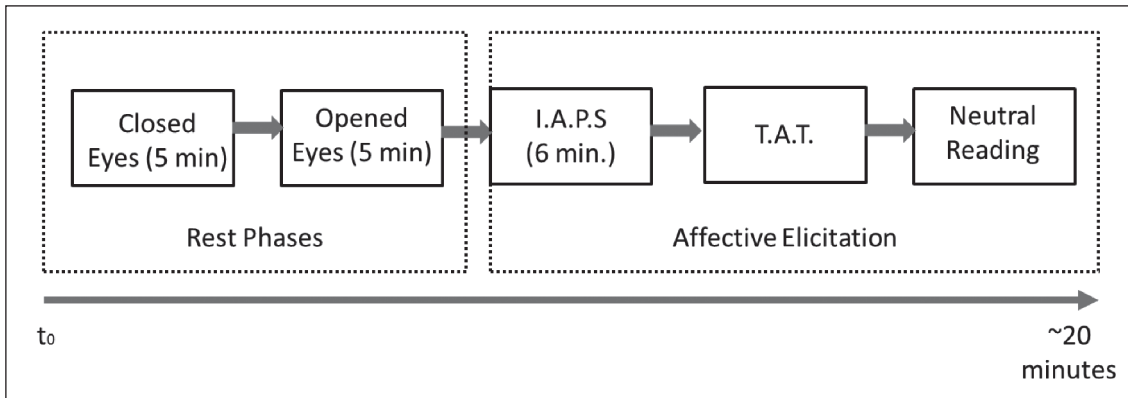 Closed
Eyes (5 min)
Opened
Eyes (5 min)
I.A.P.S
(6 min.)
T.A.T.
Neutral
Reading
Rest Phases
Affective Elicitation
t₀
~20
minutes